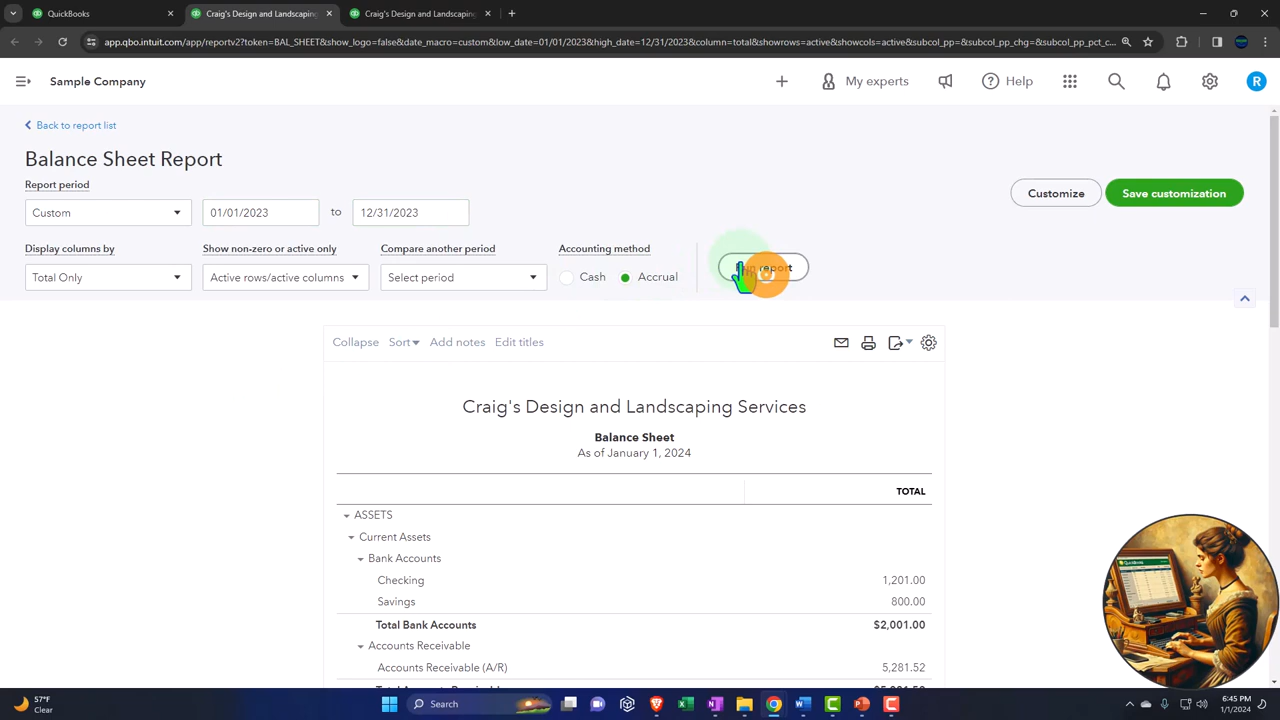 QuickBooks
Craig's Design and Landscaping
Craig's Design and Landscaping
app.qbo.intuit.com/app/reportv2?token=BAL_SHEET&show_logo=false&date_macro=custom&low_date=01/01/2023&high_date=12/31/2023&column=total&showrows=active&showcols=active&subcol_pp=&subcol_pp_chg=&subcol_pp_pct_c...
Sample Company
My experts
Help
R
Back to report list
Balance Sheet Report
Report period
Custom
01/01/2023
to
12/31/2023
Customize
Save customization
Display columns by
Show non-zero or active only
Compare another period
Accounting method
Total Only
Active rows/active columns
Select period
Cash
Accrual
report
Collapse
Sort
Add notes
Edit titles
Craig's Design and Landscaping Services
Balance Sheet
As of January 1, 2024
TOTAL
ASSETS
Current Assets
Bank Accounts
Checking 1,201.00
Savings 800.00
Total Bank Accounts $2,001.00
Accounts Receivable
Accounts Receivable (A/R) 5,281.52
QuickBooks
57°F
Clear
Search
6:45 PM
1/1/2024